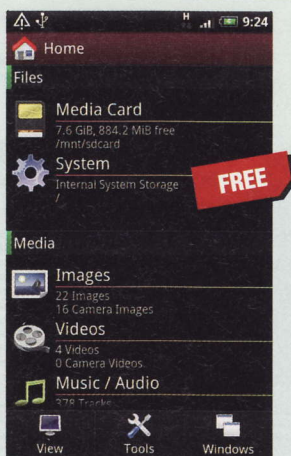 H 9:24
Home
Files
Media Card
7.6 GiB, 884.2 MiB free
/mnt/sdcard
System
Internal System Storage
/
FREE
Media
Images
22 Images
16 Camera Images
Videos
4 Videos
0 Camera Videos
Music / Audio
378 Tracks
View Tools Windows